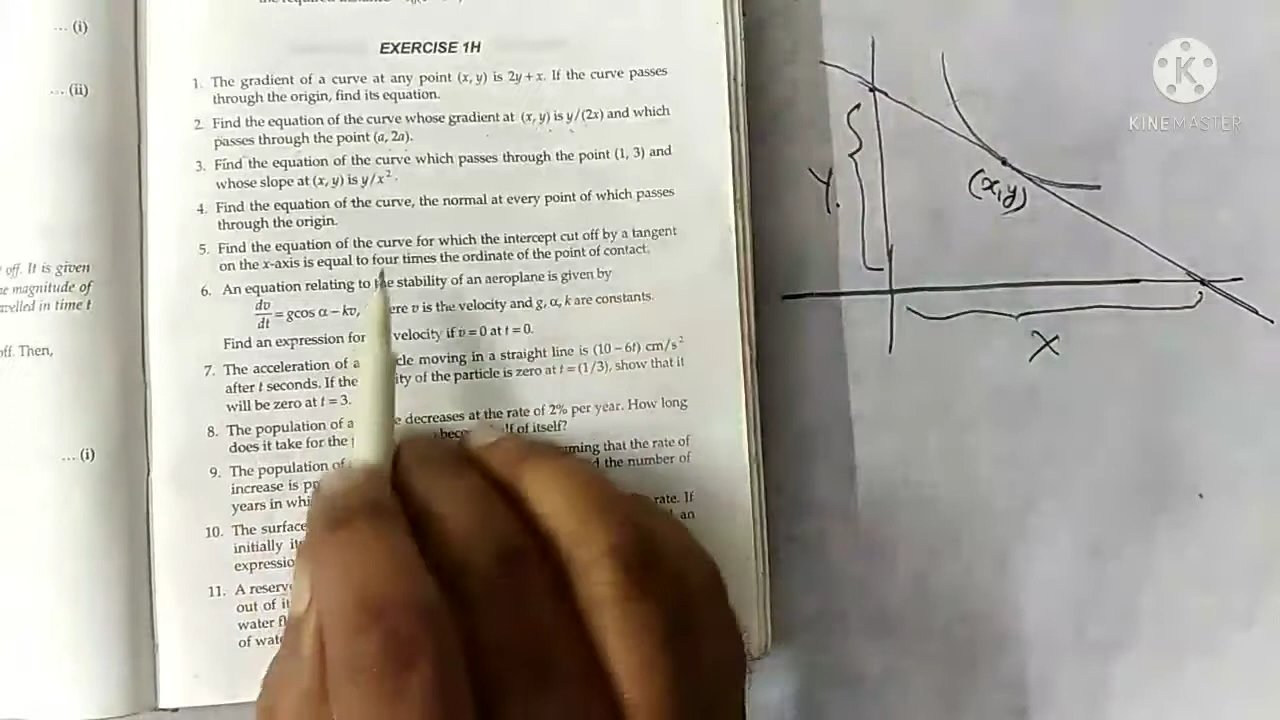 ... (i)
... (ii)
off. It is given
e magnitude of
avelled in time t
off. Then,
...(i)
the required distance
EXERCISE 1H
1. The gradient of a curve at any point (x, y) is 2y + x. If the curve passes
through the origin, find its equation.
2. Find the equation of the curve whose gradient at (x, y) is y/(2x) and which
passes through the point (a, 2a).
3. Find the equation of the curve which passes through the point (1, 3) and
whose slope at (x, y) is y/x².
4. Find the equation of the curve, the normal at every point of which passes
through the origin.
5. Find the equation of the curve for which the intercept cut off by a tangent
on the x-axis is equal to four times the ordinate of the point of contact.
6. An equation relating to the stability of an aeroplane is given by
dv/dt = g cos α − kv, ere v is the velocity and g, α, k are constants.
Find an expression for velocity if v = 0 at t = 0.
7. The acceleration of a cle moving in a straight line is (10 − 6t) cm/s²
after t seconds. If the ity of the particle is zero at t = (1/3), show that it
will be zero at t = 3.
8. The population of a e decreases at the rate of 2% per year. How long
does it take for the lf of itself?
9. The population of ming that the rate of
increase is pr d the number of
years in whi
10. The surface rate. If
initially it an
expressio
11. A reserv
out of it
water fl
of wat
Y.
(x,y)
X
K
KINEMASTER